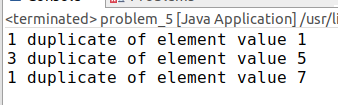 <terminated> problem_5 [Java Application] /usr/li
1 duplicate of element value 1
3 duplicate of element value 5
1 duplicate of element value 7